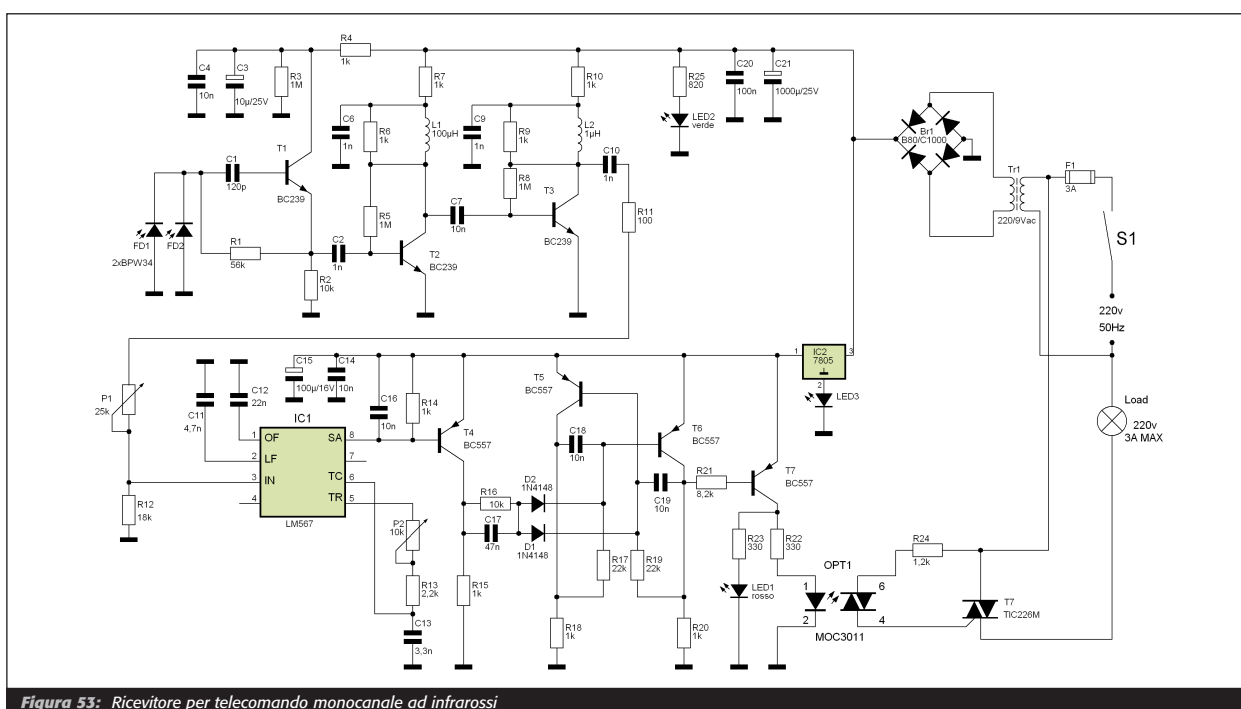 R4
1k
C4
10n
C3
10µ/25V
R3
1M
R7
1k
R10
1k
R25
820
C20
100n
C21
1000µ/25V
C6
1n
R6
1k
L1
100µH
C9
1n
R9
1k
L2
1µH
LED2
verde
Br1
B80/C1000
Tr1
220/9Vac
F1
3A
S1
T1
BC239
C1
120p
C10
1n
R8
1M
T3
BC239
R11
100
FD1
FD2
2xBPW34
R1
56k
R5
1M
C7
10n
C2
1n
T2
BC239
R2
10k
220v
50Hz
P1
25k
C12
22n
C11
4,7n
C15
100µ/16V
C14
10n
C16
10n
R14
1k
T5
BC557
1
IC2
7805
3
2
LED3
Load
220v
3A MAX
IC1
1
OF
SA
8
2
LF
7
3
IN
TC
6
4
TR
5
LM567
T4
BC557
C18
10n
T6
BC557
R12
18k
P2
10k
R16
10k
D2
1N4148
C17
47n
D1
1N4148
C19
10n
R21
8,2k
T7
BC557
R13
2,2k
R15
1k
R17
22k
R19
22k
R23
330
R22
330
R24
1,2k
OPT1
C13
3,3n
R18
1k
R20
1k
LED1
rosso
1
2
6
4
MOC3011
T7
TIC226M
Figura 53: Ricevitore per telecomando monocanale ad infrarossi